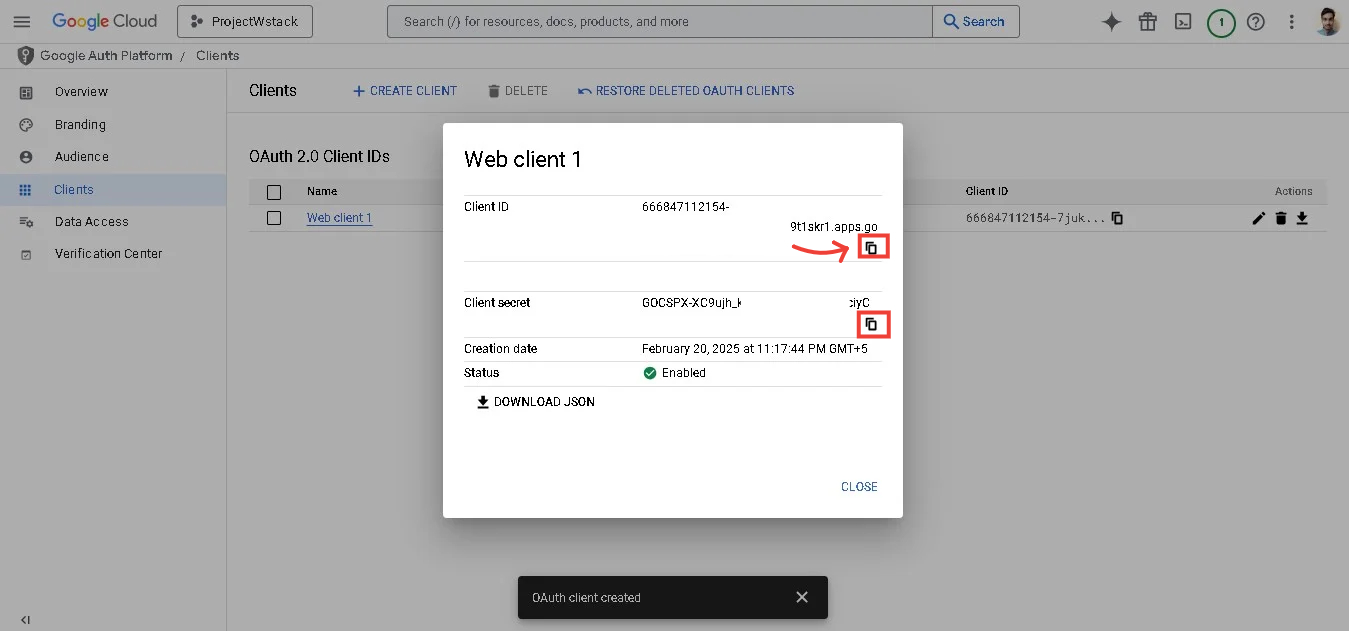 Google Cloud
ProjectWstack
Search (/) for resources, docs, products, and more
Search
1
Google Auth Platform / Clients
Overview
Branding
Audience
Clients
Data Access
Verification Center
Clients
CREATE CLIENT
DELETE
RESTORE DELETED OAUTH CLIENTS
OAuth 2.0 Client IDs
Name
Client ID
Actions
Web client 1
666847112154-7juk...
Web client 1
Client ID
666847112154-
9t1skr1.apps.go
Client secret
GOCSPX-XC9ujh_k
ciyC
Creation date
February 20, 2025 at 11:17:44 PM GMT+5
Status
Enabled
DOWNLOAD JSON
CLOSE
OAuth client created